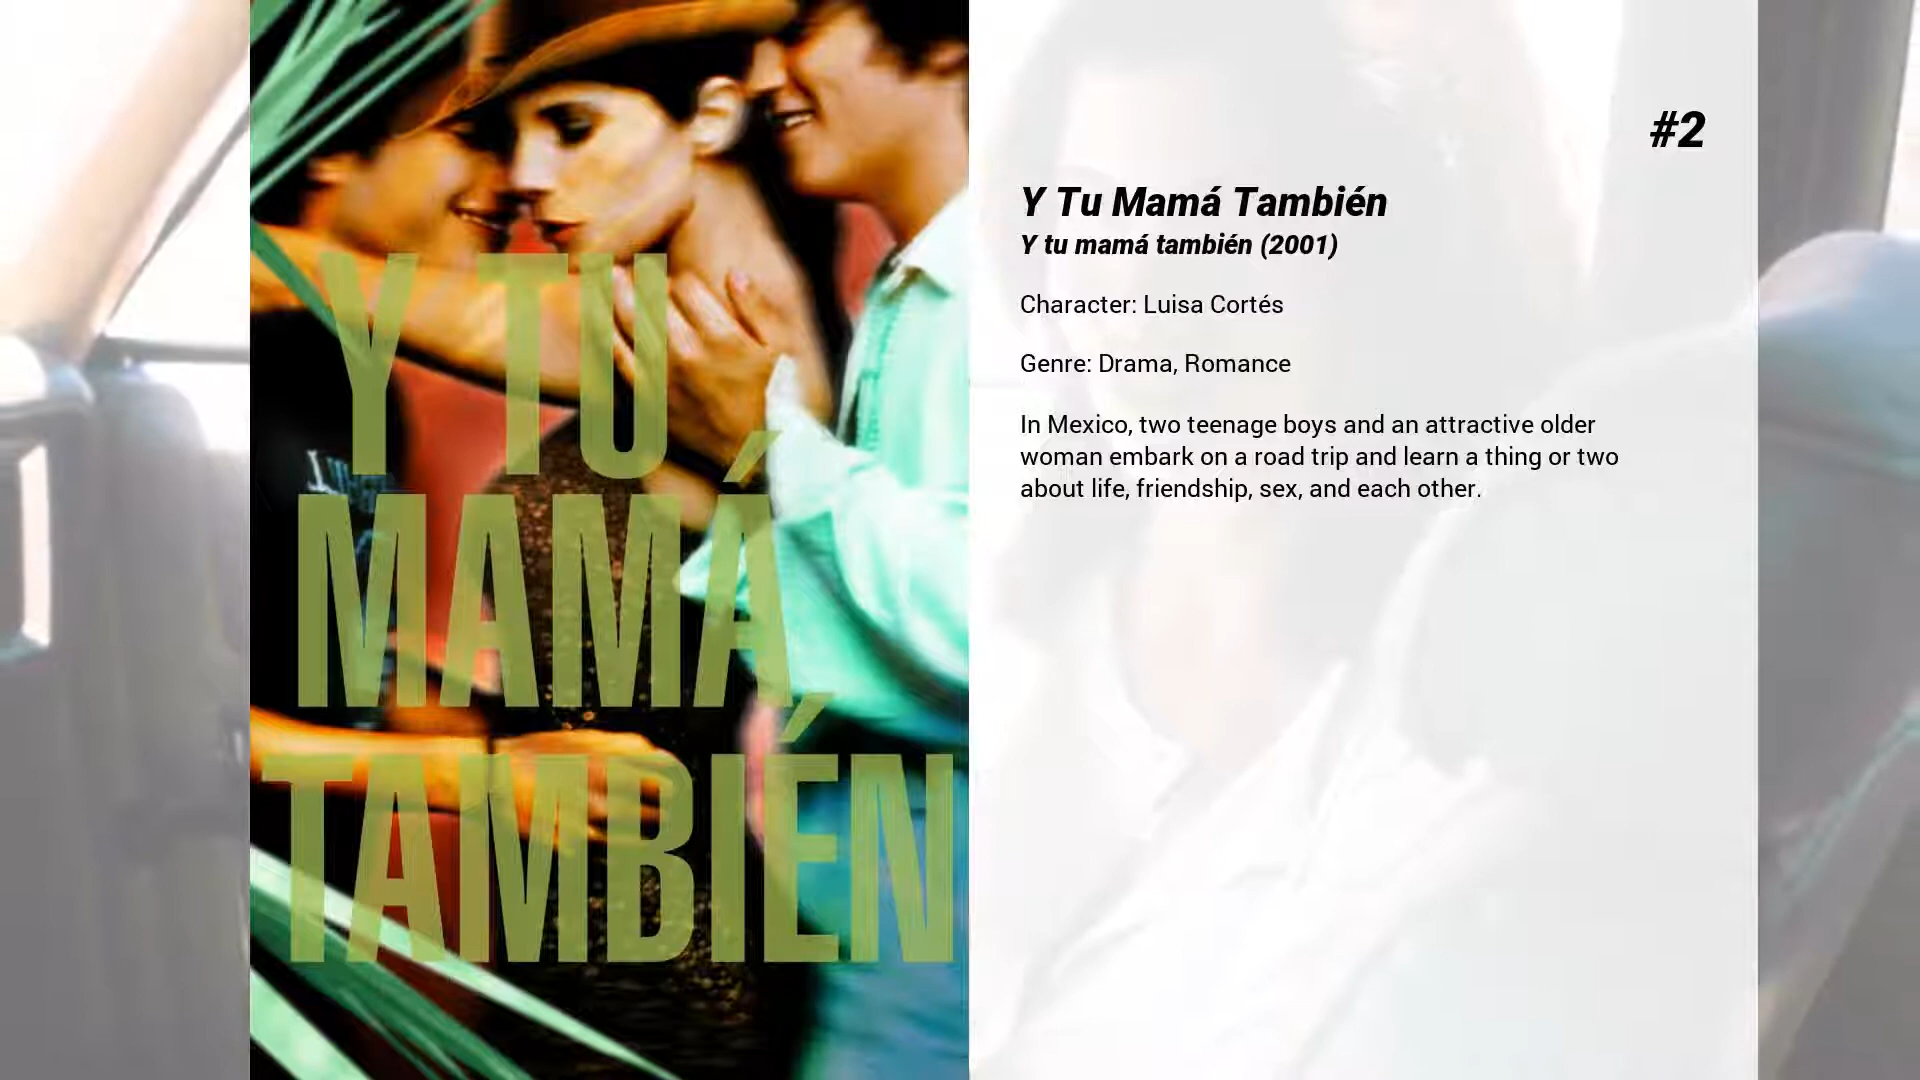 Y TU
MAMÁ
TAMBIÉN
#2
Y Tu Mamá También
Y tu mamá también (2001)
Character: Luisa Cortés
Genre: Drama, Romance
In Mexico, two teenage boys and an attractive older
woman embark on a road trip and learn a thing or two
about life, friendship, sex, and each other.